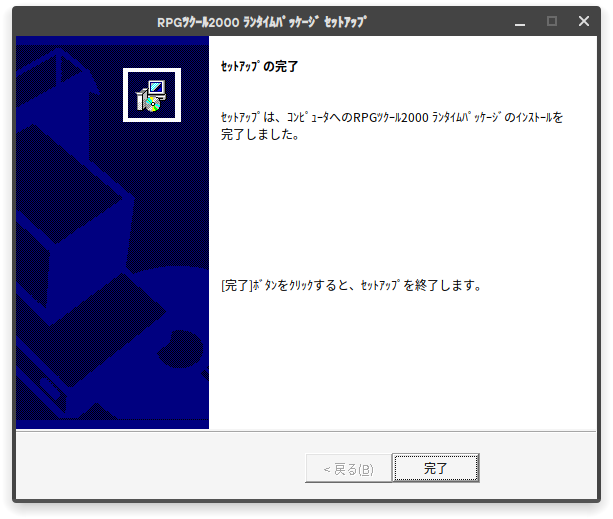 RPGﾂｸｰﾙ2000 ﾗﾝﾀｲﾑﾊﾟｯｹｰｼﾞ ｾｯﾄｱｯﾌﾟ
ｾｯﾄｱｯﾌﾟの完了
ｾｯﾄｱｯﾌﾟは、ｺﾝﾋﾟｭｰﾀへのRPGﾂｸｰﾙ2000 ﾗﾝﾀｲﾑﾊﾟｯｹｰｼﾞのｲﾝｽﾄｰﾙを
完了しました。
[完了]ﾎﾞﾀﾝをｸﾘｯｸすると、ｾｯﾄｱｯﾌﾟを終了します。
< 戻る(B)
完了